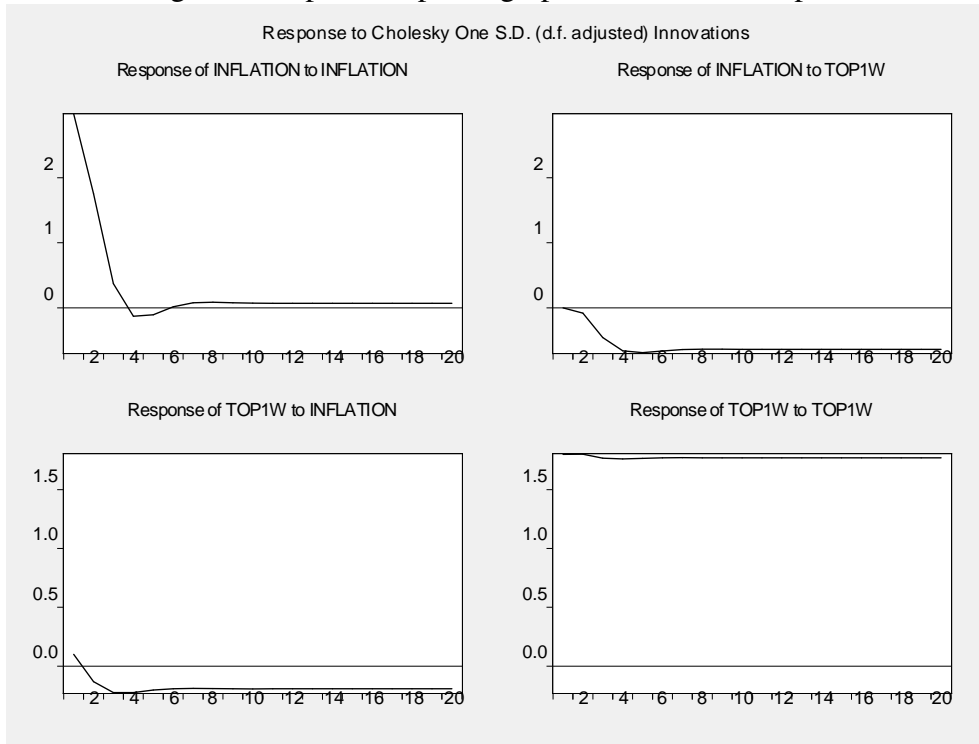 Response to Cholesky One S.D. (d.f. adjusted) Innovations
Response of INFLATION to INFLATION
2
1
0
2 4 6 8 10 12 14 16 18 20
Response of INFLATION to TOP1W
2
1
0
2 4 6 8 10 12 14 16 18 20
Response of TOP1W to INFLATION
1.5
1.0
0.5
0.0
2 4 6 8 10 12 14 16 18 20
Response of TOP1W to TOP1W
1.5
1.0
0.5
0.0
2 4 6 8 10 12 14 16 18 20